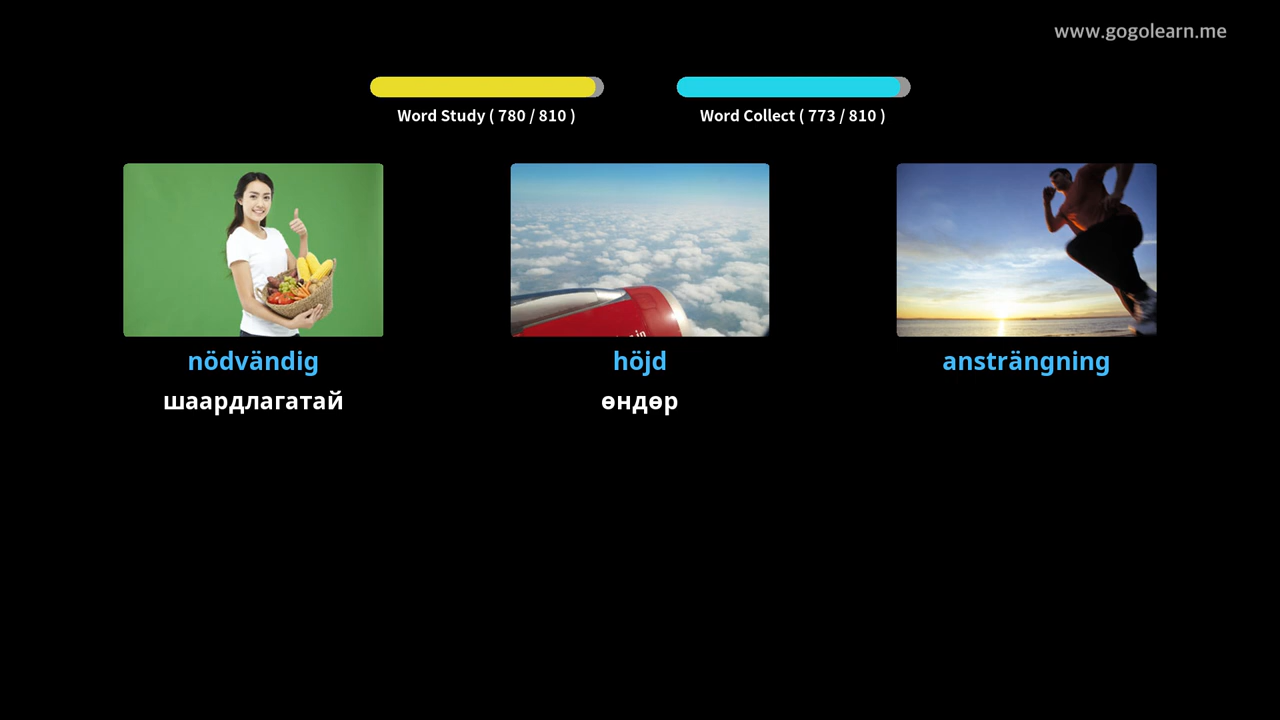 www.gogolearn.me
Word Study ( 780 / 810 )
Word Collect ( 773 / 810 )
nödvändig
höjd
ansträngning
шаардлагатай
өндөр